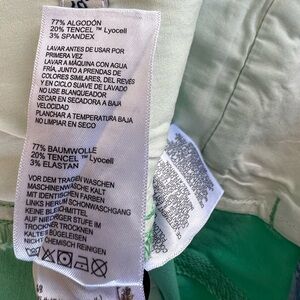 77% ALGODÓN
20% TENCEL ™ Lyocell
3% SPANDEX
LAVAR ANTES DE USAR POR
PRIMERA VEZ
LAVAR A MÁQUINA CON AGUA
FRÍA, JUNTO A PRENDAS DE
COLORES SIMILARES, DEL REVÉS
Y EN CICLO SUAVE DE LAVADO
NO USE BLANQUEADOR
SECAR EN SECADORA A BAJA
VELOCIDAD
PLANCHAR A TEMPERATURA BAJA
NO LIMPIAR EN SECO
77% BAUMWOLLE
20% TENCEL ™ Lyocell
3% ELASTAN
VOR DEM TRAGEN WASCHEN
MASCHINENWÄSCHE KALT
MIT IDENTISCHEN FARBEN
LINKS HERUM SCHONWASCHGANG
KEINE BLEICHMITTEL
AUF NIEDRIGER STUFE IM
TROCKNER TROCKNEN
KALTES BÜGELEISEN
NICHT CHEMISCH REINIGEN